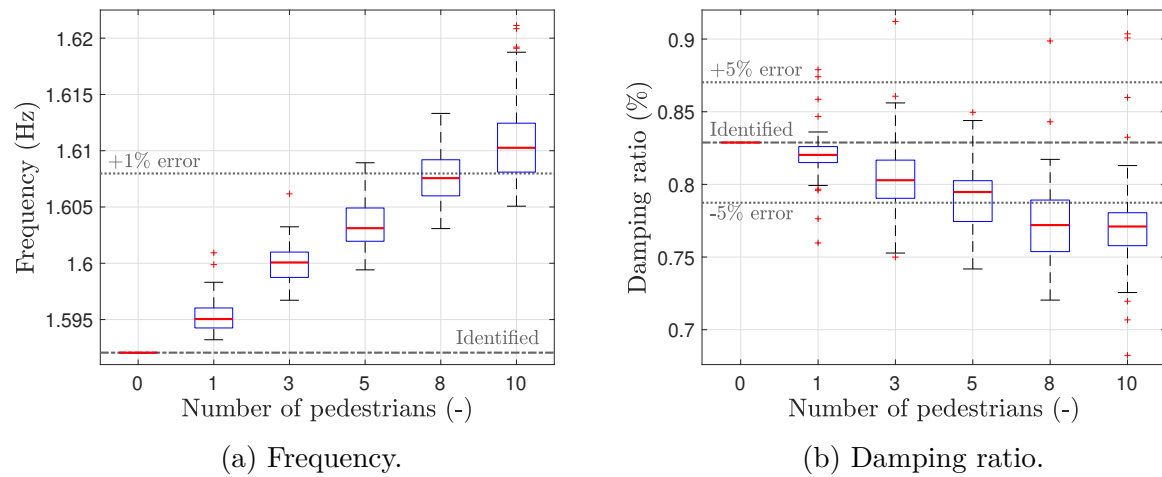 1.62
1.615
1.61
1.605
1.6
1.595
Frequency (Hz)
+1% error
Identified
0 1 3 5 8 10
Number of pedestrians (-)
(a) Frequency.
0.9
0.85
0.8
0.75
0.7
Damping ratio (%)
+5% error
Identified
-5% error
0 1 3 5 8 10
Number of pedestrians (-)
(b) Damping ratio.